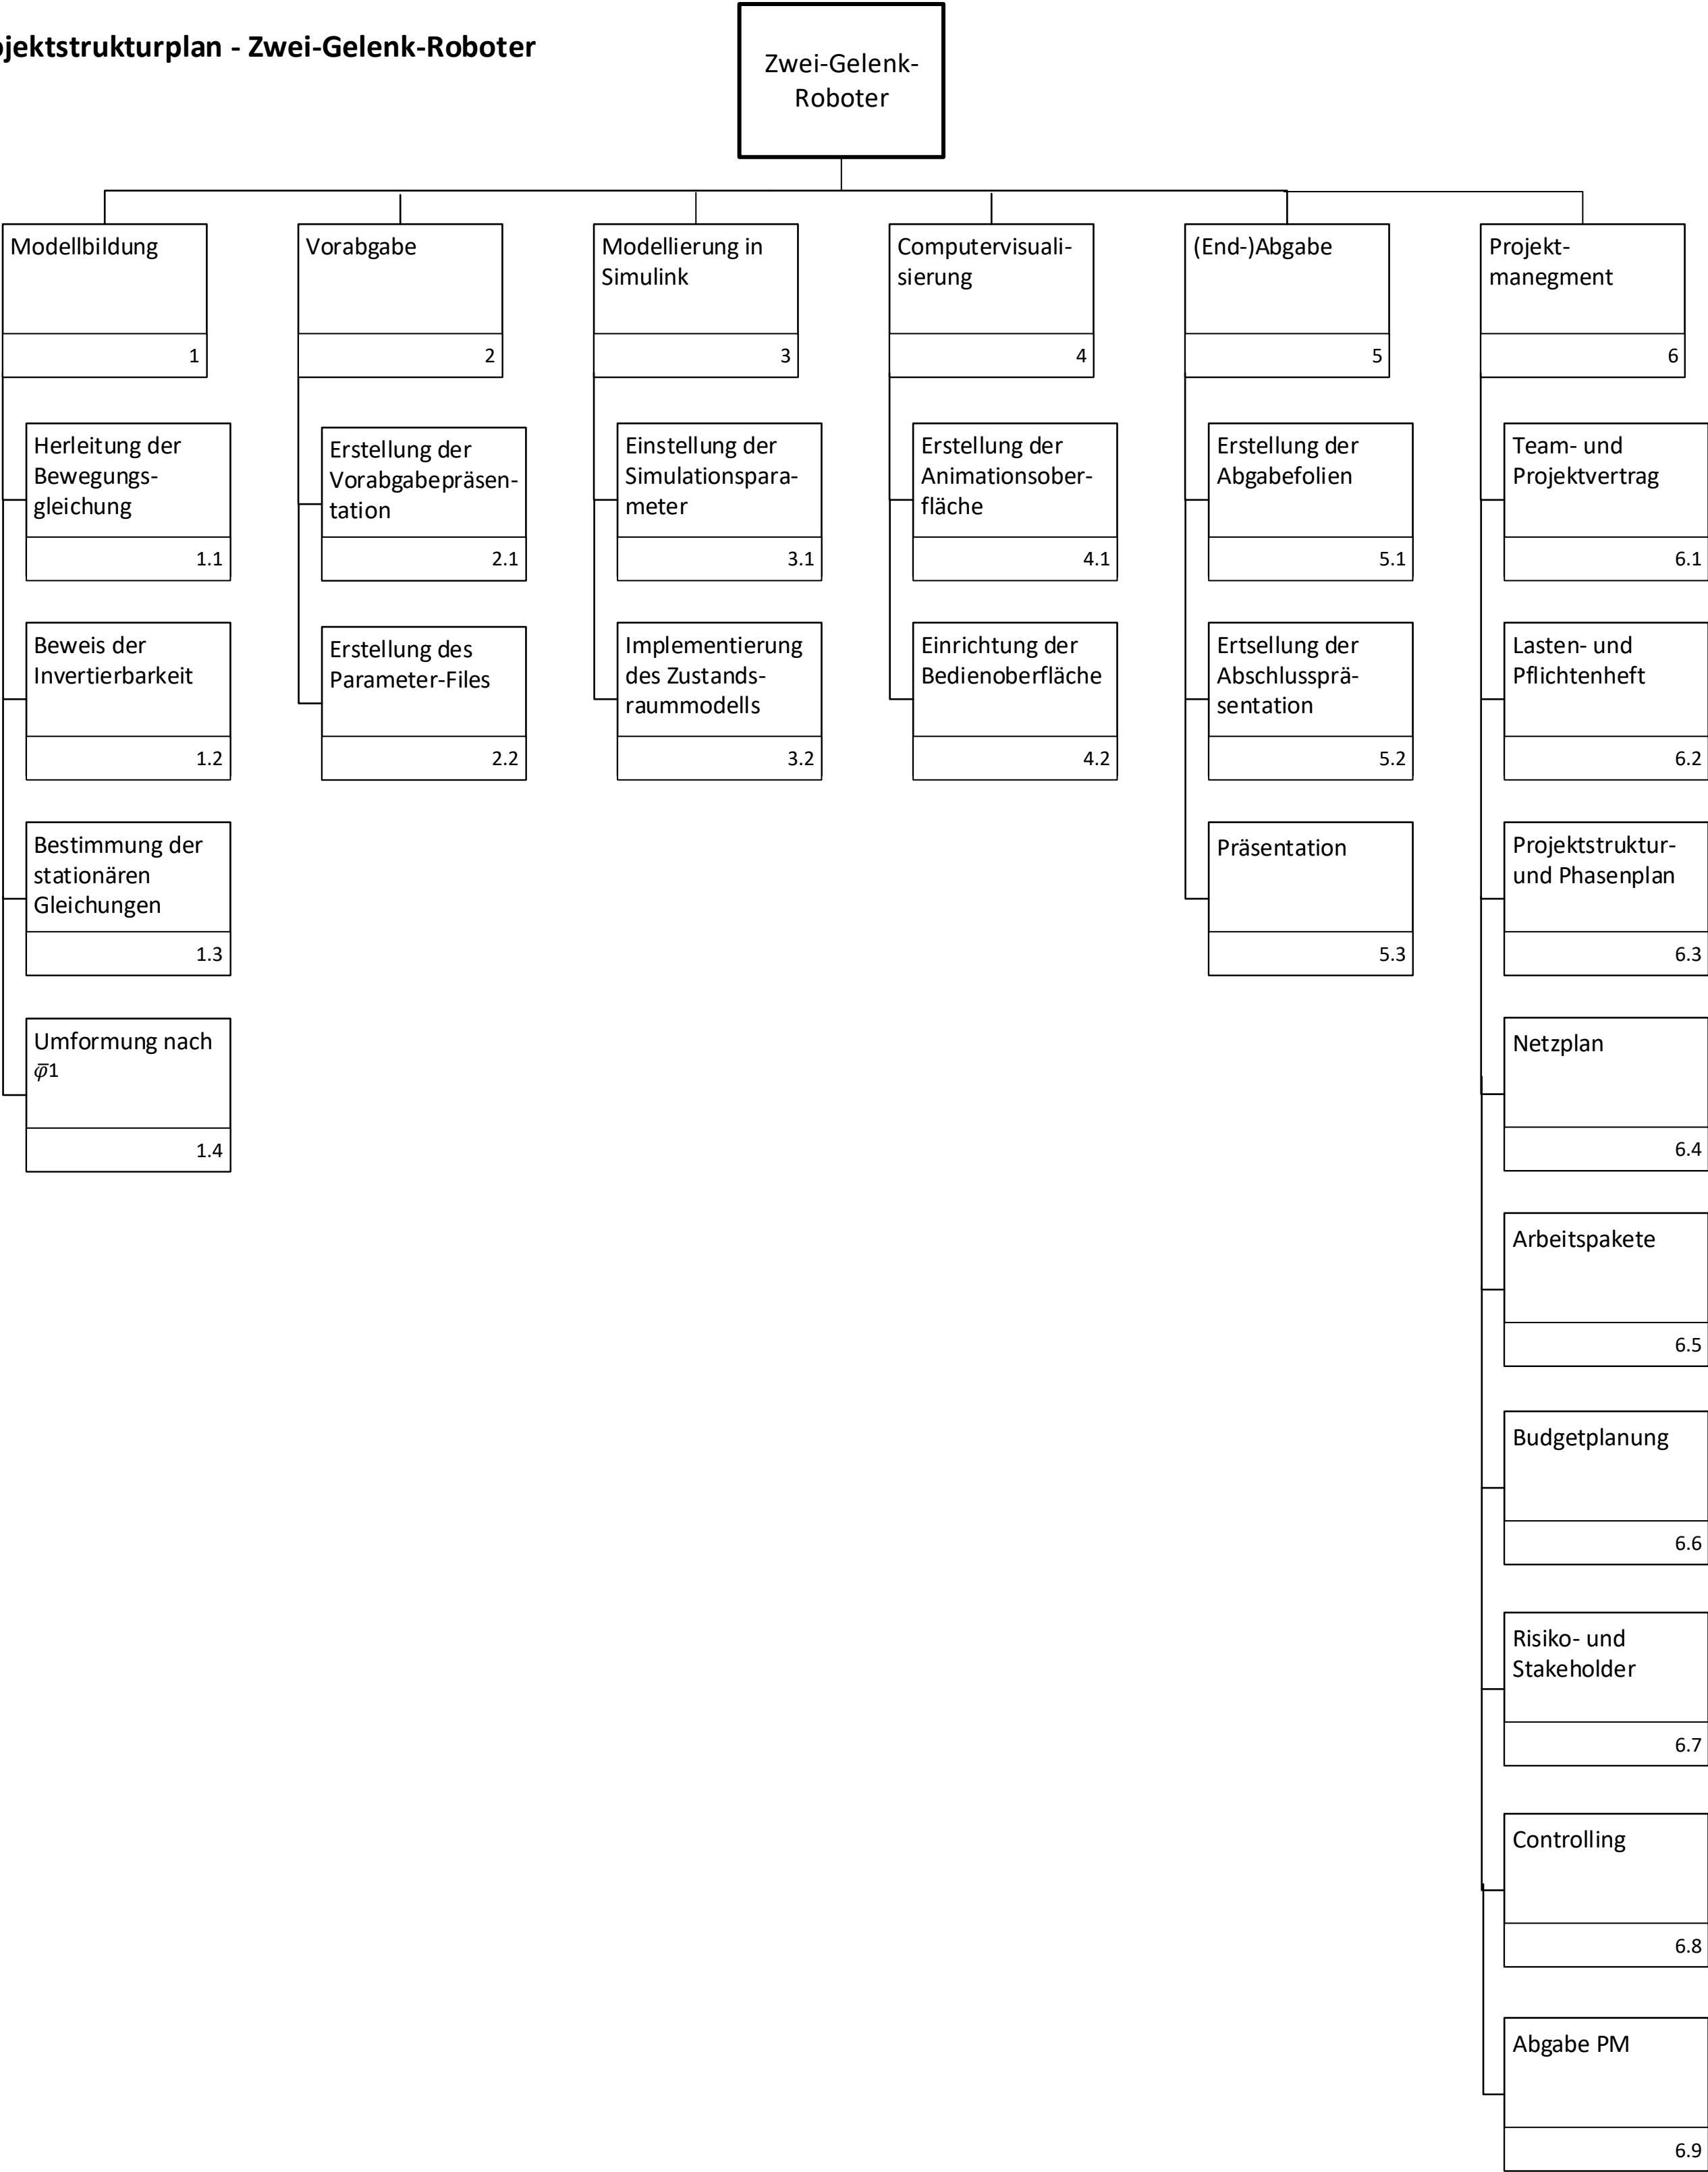 jektstrukturplan - Zwei-Gelenk-Roboter
Zwei-Gelenk-
Roboter
Modellbildung
1
Vorabgabe
2
Modellierung in
Simulink
3
Computervisuali-
sierung
4
(End-)Abgabe
5
Projekt-
manegment
6
Herleitung der
Bewegungs-
gleichung
1.1
Beweis der
Invertierbarkeit
1.2
Bestimmung der
stationären
Gleichungen
1.3
Umformung nach
φ̅1
1.4
Erstellung der
Vorabgabepräsen-
tation
2.1
Erstellung des
Parameter-Files
2.2
Einstellung der
Simulationspara-
meter
3.1
Implementierung
des Zustands-
raummodells
3.2
Erstellung der
Animationsober-
fläche
4.1
Einrichtung der
Bedienoberfläche
4.2
Erstellung der
Abgabefolien
5.1
Ertsellung der
Abschlussprä-
sentation
5.2
Präsentation
5.3
Team- und
Projektvertrag
6.1
Lasten- und
Pflichtenheft
6.2
Projektstruktur-
und Phasenplan
6.3
Netzplan
6.4
Arbeitspakete
6.5
Budgetplanung
6.6
Risiko- und
Stakeholder
6.7
Controlling
6.8
Abgabe PM
6.9